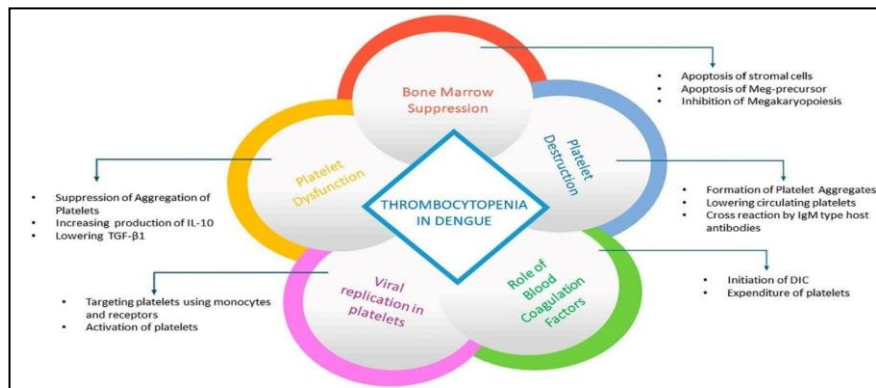 Bone Marrow
Suppression
• Apoptosis of stromal cells
• Apoptosis of Meg-precursor
• Inhibition of Megakaryopoiesis
Platelet
Destruction
• Formation of Platelet Aggregates
• Lowering circulating platelets
• Cross reaction by IgM type host
antibodies
Platelet
Dysfunction
• Suppression of Aggregation of
Platelets
• Increasing production of IL-10
• Lowering TGF-β1
THROMBOCYTOPENIA
IN DENGUE
Viral
replication in
platelets
• Targeting platelets using monocytes
and receptors
• Activation of platelets
Role of
Blood
Coagulation
Factors
• Initiation of DIC
• Expenditure of platelets